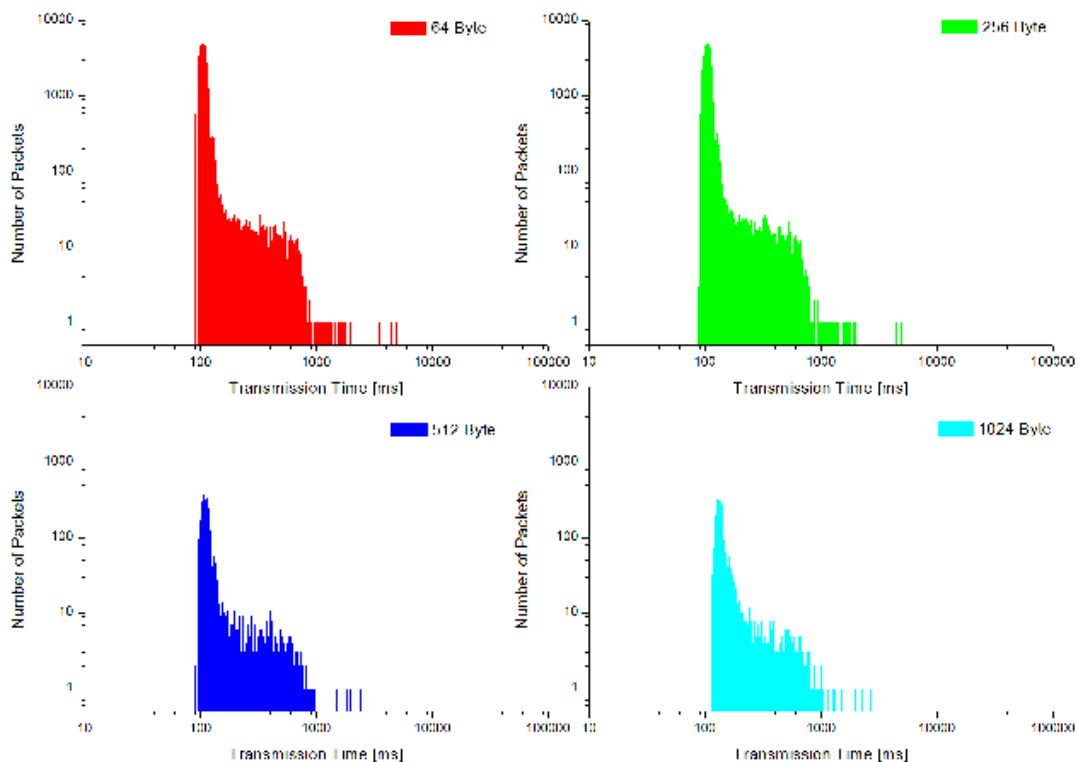 10000
64 Byte
1000
100
10
1
Number of Packets
10 100 1000 10000 100000
Transmission Time [ms]
10000
256 Byte
1000
100
10
1
Number of Packets
10 100 1000 10000 100000
Transmission Time [ms]
10000
512 Byte
1000
100
10
1
Number of Packets
10 100 1000 10000 100000
Transmission Time [ms]
10000
1024 Byte
1000
100
10
1
Number of Packets
10 100 1000 10000 100000
Transmission Time [ms]